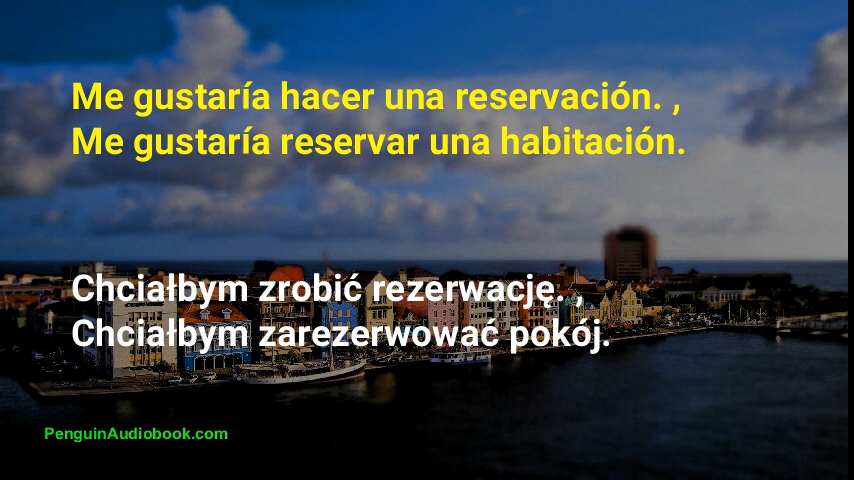 Me gustaría hacer una reservación. ,
Me gustaría reservar una habitación.
Chciałbym zrobić rezerwację. ,
Chciałbym zarezerwować pokój.
PenguinAudiobook.com